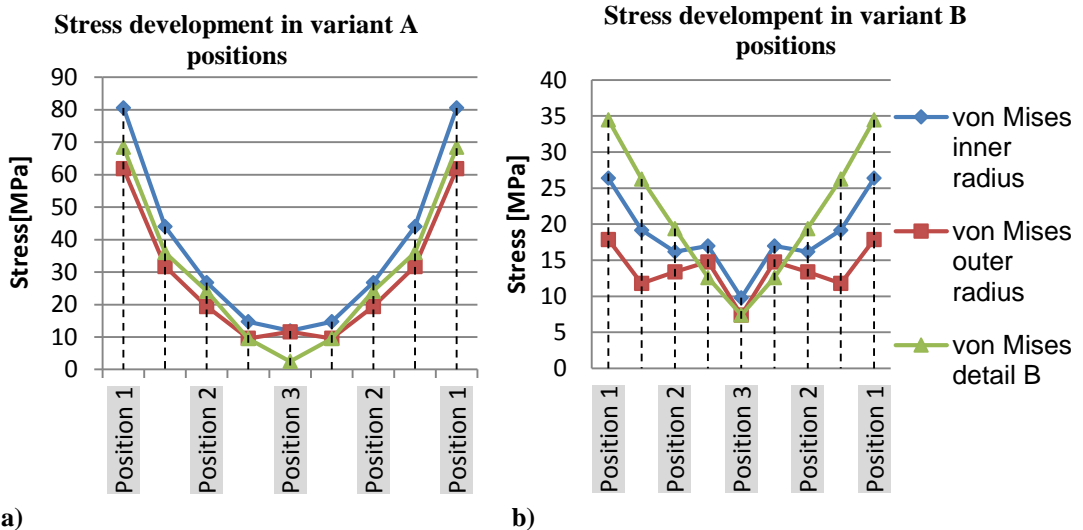 Stress development in variant A
positions
Stress[MPa]
90
80
70
60
50
40
30
20
10
0
Position 1
Position 2
Position 3
Position 2
Position 1
a)
Stress develompent in variant B
positions
Stress [MPa]
40
35
30
25
20
15
10
5
0
Position 1
Position 2
Position 3
Position 2
Position 1
b)
von Mises
inner
radius
von Mises
outer
radius
von Mises
detail B